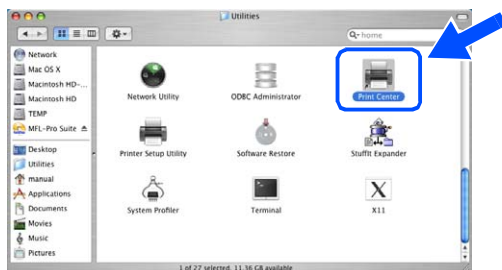 Utilities
home
Network
Mac OS X
Macintosh HD-...
Macintosh HD
TEMP
MFL-Pro Suite
Desktop
Utilities
manual
Applications
Documents
Movies
Music
Pictures
Network Utility
ODBC Administrator
Print Center
Printer Setup Utility
Software Restore
StuffIt Expander
System Profiler
Terminal
X11
1 of 27 selected, 11.56 GB available